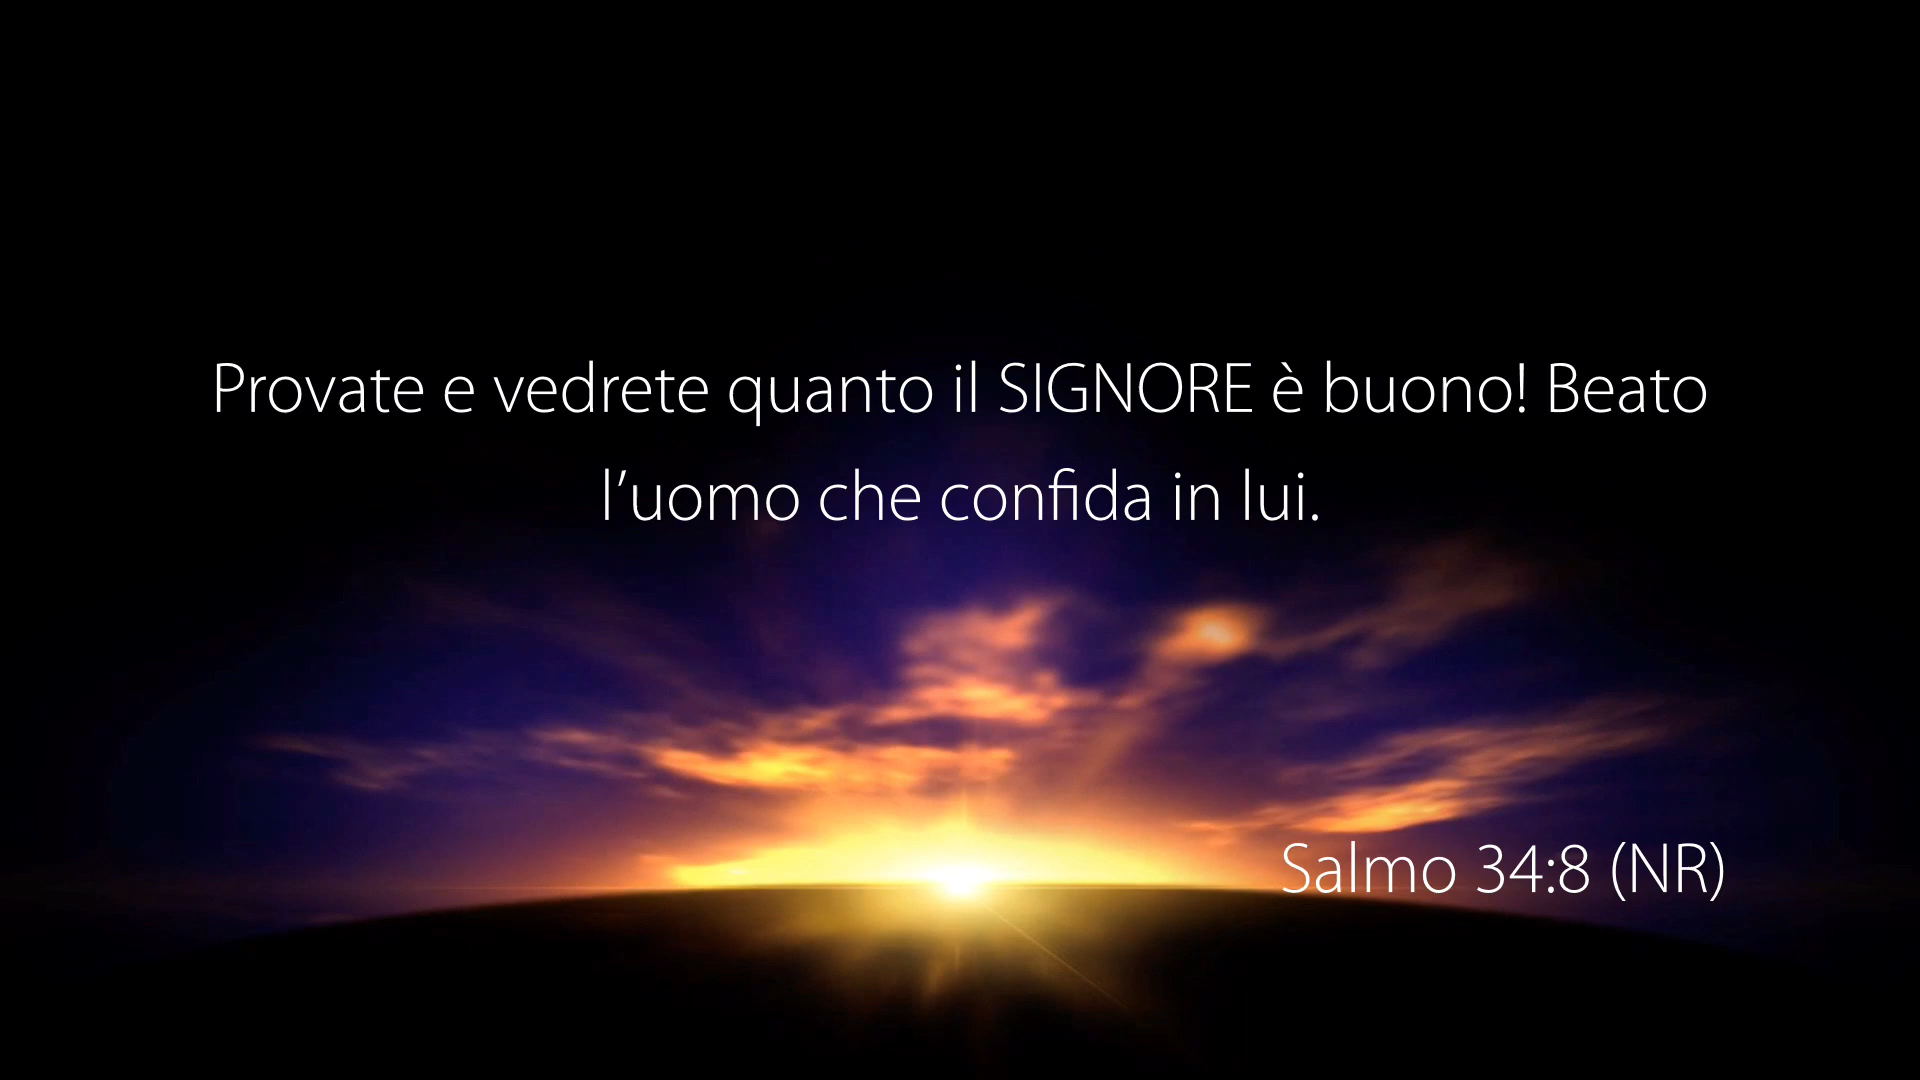 Provate e vedrete quanto il SIGNORE è buono! Beato
l’uomo che confida in lui.
Salmo 34:8 (NR)